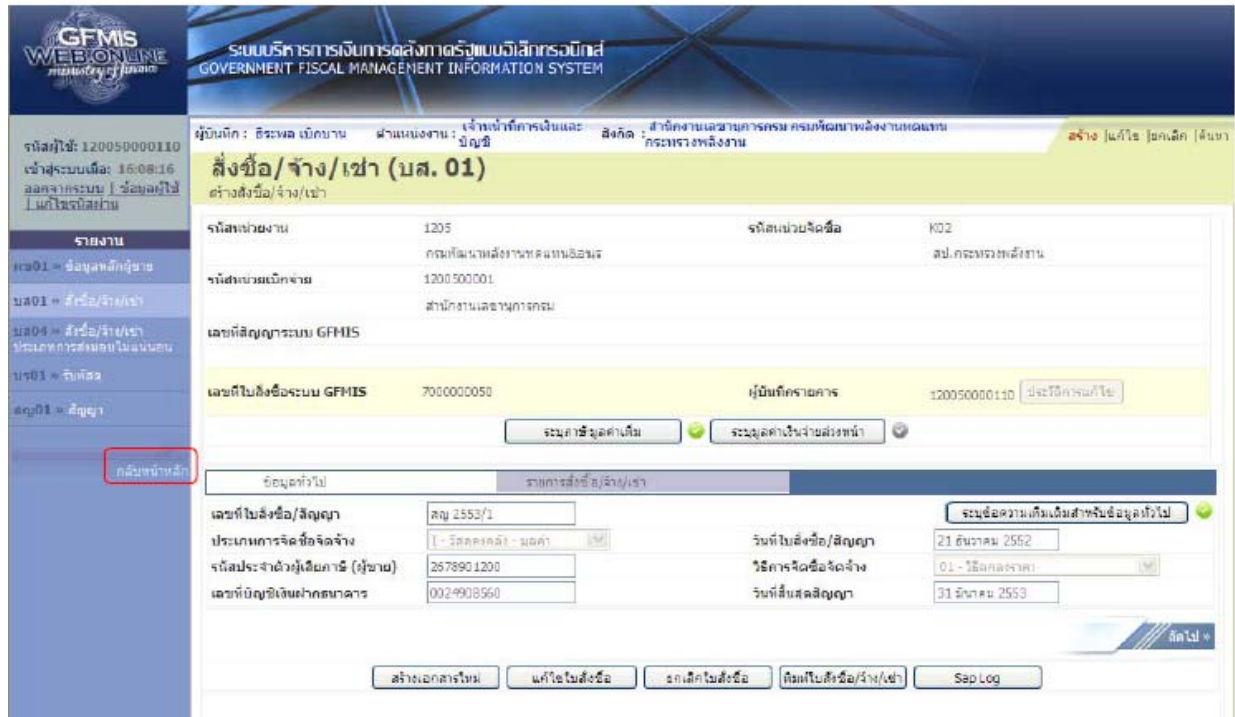 GFMIS
WEB ONLINE
ministry of finance
ระบบบริหารการเงินการคลังภาครัฐแบบอิเล็กทรอนิกส์
GOVERNMENT FISCAL MANAGEMENT INFORMATION SYSTEM
รหัสผู้ใช้: 120050000110
เข้าสู่ระบบเมื่อ: 16:08:16
ออกจากระบบ | ข้อมูลผู้ใช้
| แก้ไขรหัสผ่าน
รายงาน
ผข01 » ข้อมูลหลักผู้ขาย
บส01 » สั่งซื้อ/จ้าง/เช่า
บส04 » สั่งซื้อ/จ้าง/เช่า
ประเภทการส่งมอบไม่แน่นอน
บร01 » รับพัสดุ
สญ01 » สัญญา
กลับหน้าหลัก
ผู้บันทึก : ธีระพล เบิกบาน ตำแหน่งงาน : เจ้าหน้าที่การเงินและบัญชี สังกัด : สำนักงานเลขานุการกรม กรมพัฒนาพลังงานทดแทน
กระทรวงพลังงาน
สร้าง |แก้ไข |ยกเลิก |ค้นหา
สั่งซื้อ/จ้าง/เช่า (บส. 01)
สร้างสั่งซื้อ/จ้าง/เช่า
รหัสหน่วยงาน 1205 รหัสหน่วยจัดซื้อ K02
กรมพัฒนาพลังงานทดแทน&อนุร สป.กระทรวงพลังงาน
รหัสหน่วยเบิกจ่าย 1200500001
สำนักงานเลขานุการกรม
เลขที่สัญญาระบบ GFMIS
เลขที่ใบสั่งซื้อระบบ GFMIS 7000000050 ผู้บันทึกรายการ 120050000110 ประวัติการแก้ไข
ระบุภาษีมูลค่าเพิ่ม ระบุมูลค่าเงินจ่ายล่วงหน้า
ข้อมูลทั่วไป รายการสั่งซื้อ/จ้าง/เช่า
เลขที่ใบสั่งซื้อ/สัญญา สญ 2553/1 ระบุข้อความเพิ่มเติมสำหรับข้อมูลทั่วไป
ประเภทการจัดซื้อจัดจ้าง I - วัสดุคงคลัง - มูลค่า วันที่ใบสั่งซื้อ/สัญญา 21 ธันวาคม 2552
รหัสประจำตัวผู้เสียภาษี (ผู้ขาย) 2678901200 วิธีการจัดซื้อจัดจ้าง 01 - วิธีตกลงราคา
เลขที่บัญชีเงินฝากธนาคาร 0024908560 วันที่สิ้นสุดสัญญา 31 มีนาคม 2553
ถัดไป »
สร้างเอกสารใหม่ แก้ไขใบสั่งซื้อ ยกเลิกใบสั่งซื้อ พิมพ์ใบสั่งซื้อ/จ้าง/เช่า Sap Log